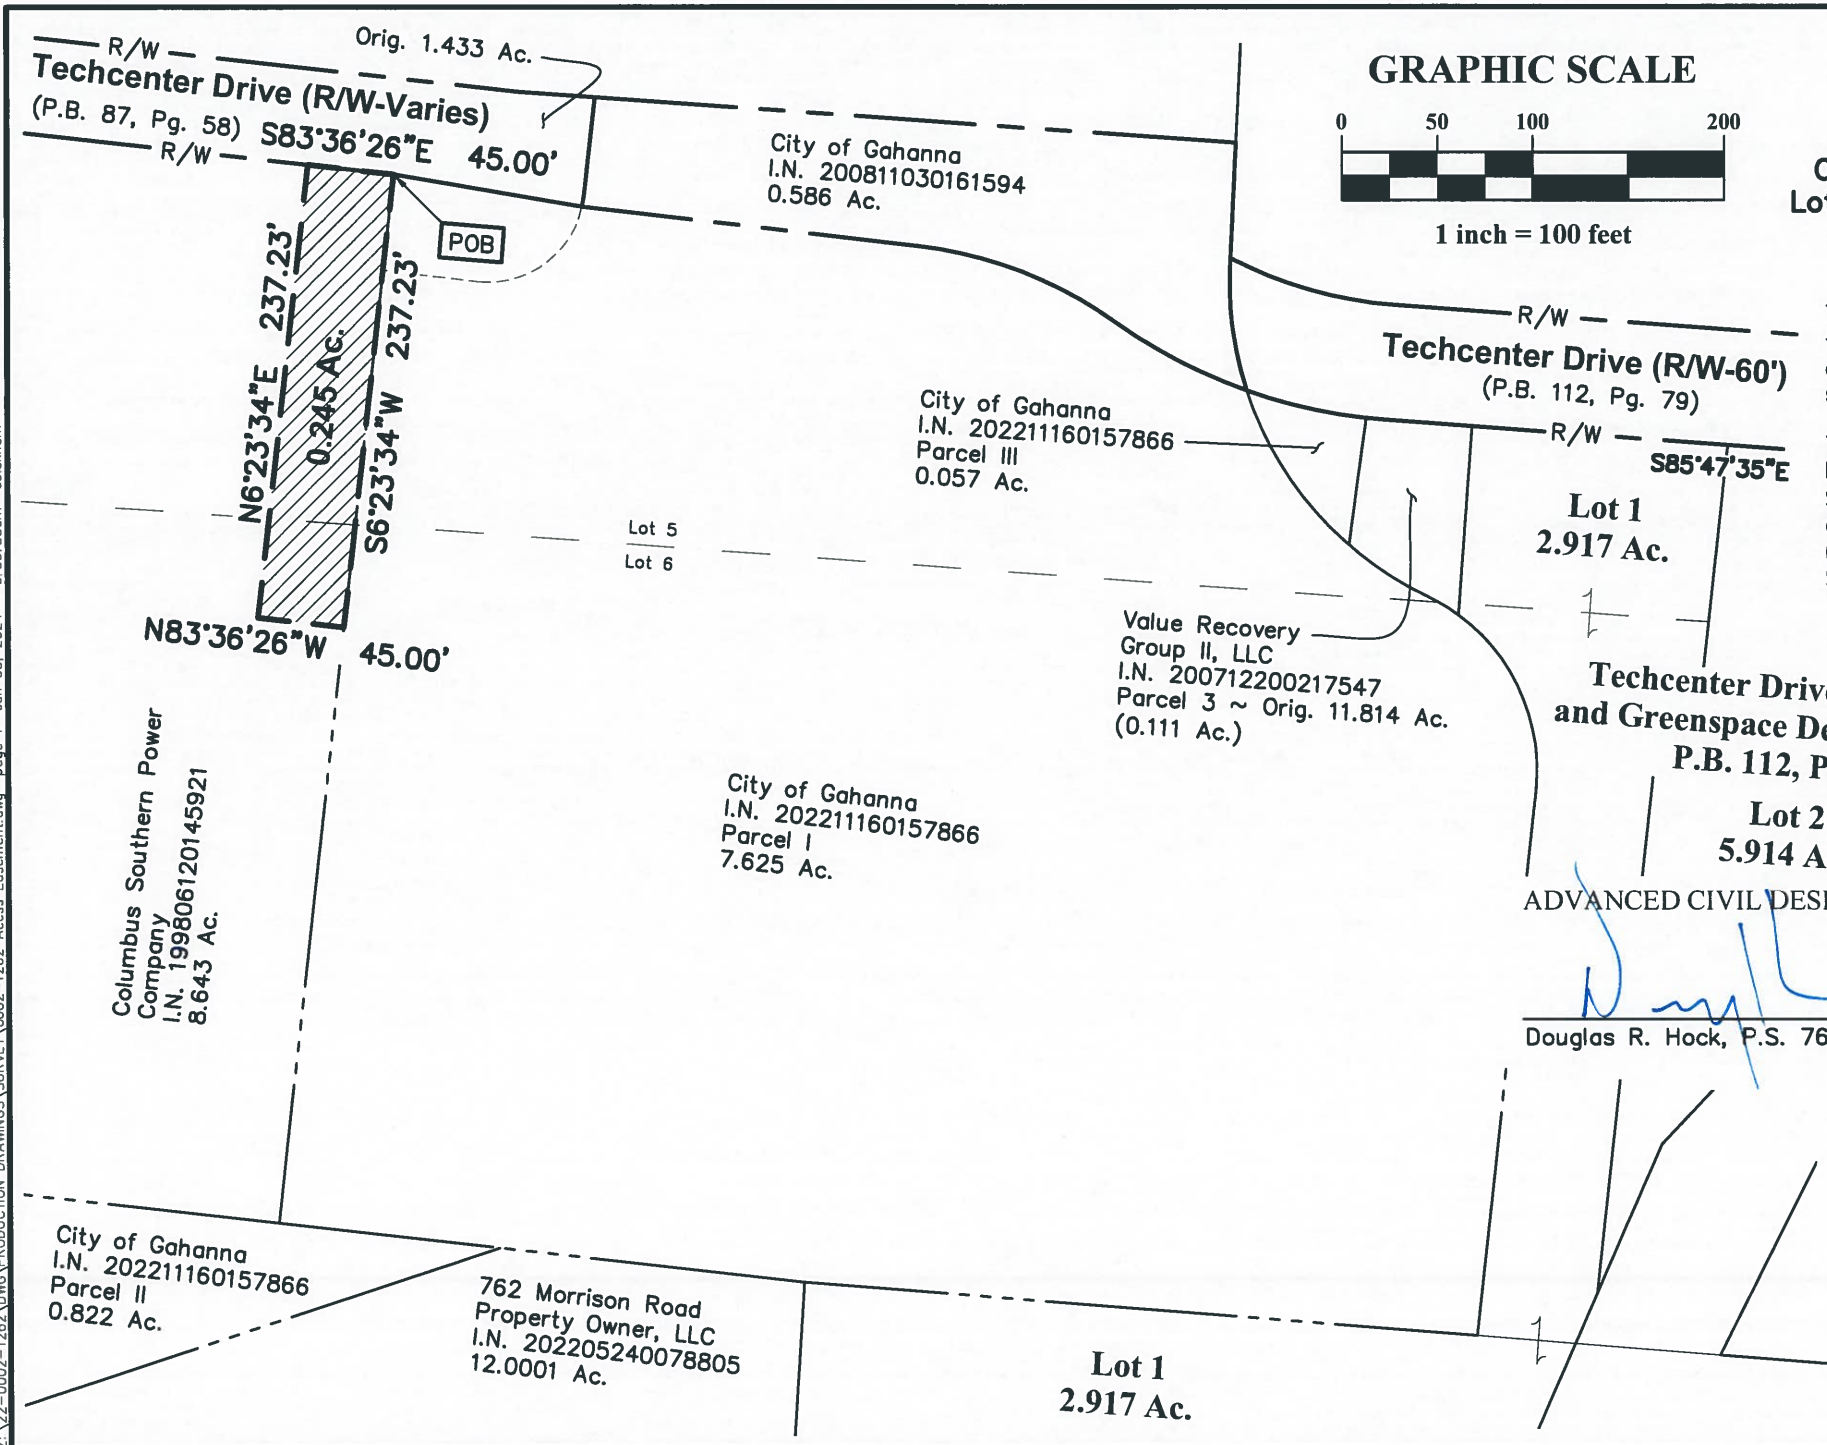 Orig. 1.433 Ac.
R/W
Techcenter Drive (R/W-Varies)
(P.B. 87, Pg. 58)
R/W
S83°36'26"E 45.00'
POB
N6°23'34"E 237.23'
0.245 Ac.
S6°23'34"W 237.23'
N83°36'26"W 45.00'
City of Gahanna
I.N. 200811030161594
0.586 Ac.
GRAPHIC SCALE
0 50 100 200
1 inch = 100 feet
Lot
R/W
Techcenter Drive (R/W-60')
(P.B. 112, Pg. 79)
R/W
S85°47'35"E
City of Gahanna
I.N. 202211160157866
Parcel III
0.057 Ac.
Lot 1
2.917 Ac.
Lot 5
Lot 6
Value Recovery
Group II, LLC
I.N. 200712200217547
Parcel 3 ~ Orig. 11.814 Ac.
(0.111 Ac.)
Techcenter Drive
and Greenspace De
P.B. 112, P
Lot 2
5.914 A
ADVANCED CIVIL DESI
Douglas R. Hock, P.S. 76
Columbus Southern Power
Company
I.N. 199806120145921
8.643 Ac.
City of Gahanna
I.N. 202211160157866
Parcel I
7.625 Ac.
City of Gahanna
I.N. 202211160157866
Parcel II
0.822 Ac.
762 Morrison Road
Property Owner, LLC
I.N. 202205240078805
12.0001 Ac.
Lot 1
2.917 Ac.